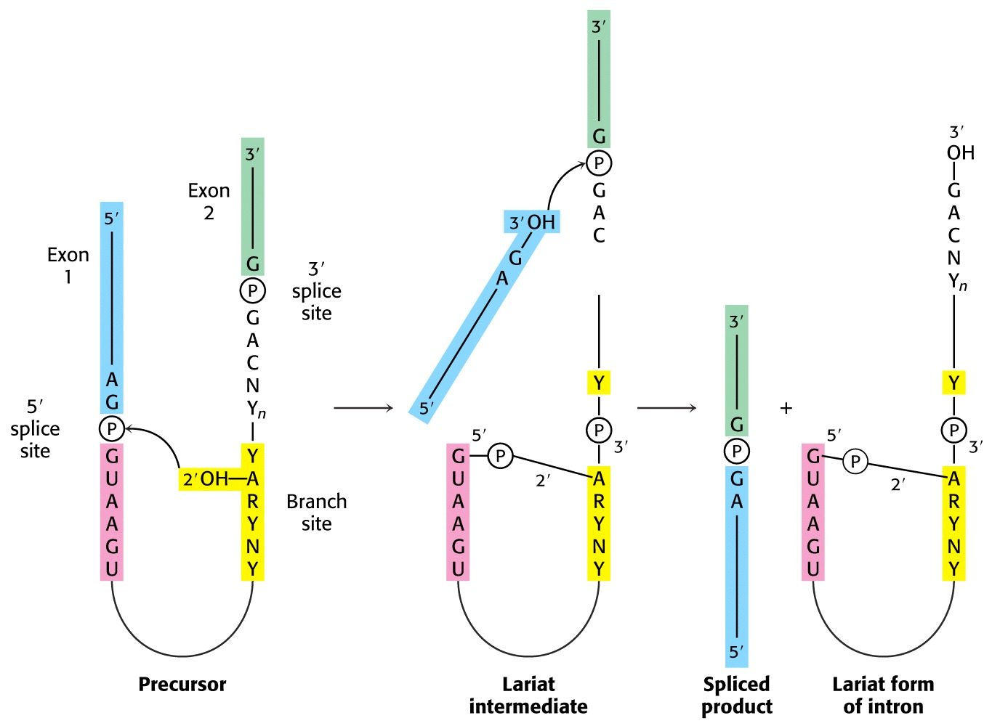 5′
Exon
1
A
G
5′
splice
site
P
G
U
A
A
G
U
3′
Exon
2
G
P
3′
splice
site
G
A
C
N
Yn
Y
2′OH
A
R
Y
N
Y
Branch
site
Precursor
3′
G
P
G
A
C
3′OH
G
A
5′
Y
P
3′
5′
G
P
2′
U
A
A
G
U
A
R
Y
N
Y
Lariat
intermediate
3′
G
P
G
A
5′
Spliced
product
+
3′
OH
G
A
C
N
Yn
Y
P
3′
5′
G
P
2′
U
A
A
G
U
A
R
Y
N
Y
Lariat form
of intron